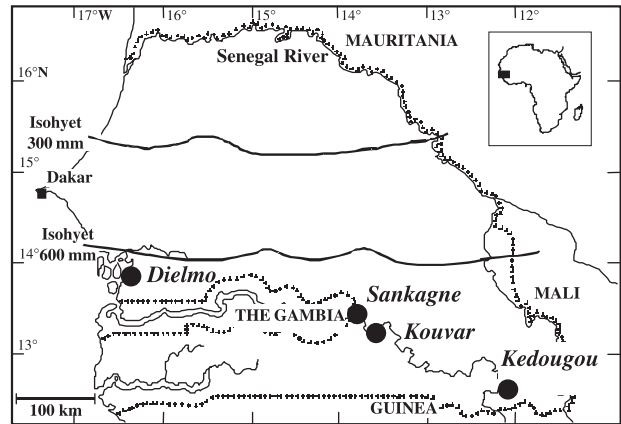 17°W 16° 15° 14° 13° 12°
MAURITANIA
Senegal River
16°N
Isohyet
300 mm
15°
Dakar
Isohyet
14° 600 mm
Dielmo
Sankagne
MALI
THE GAMBIA
Kouvar
13°
Kedougou
100 km
GUINEA